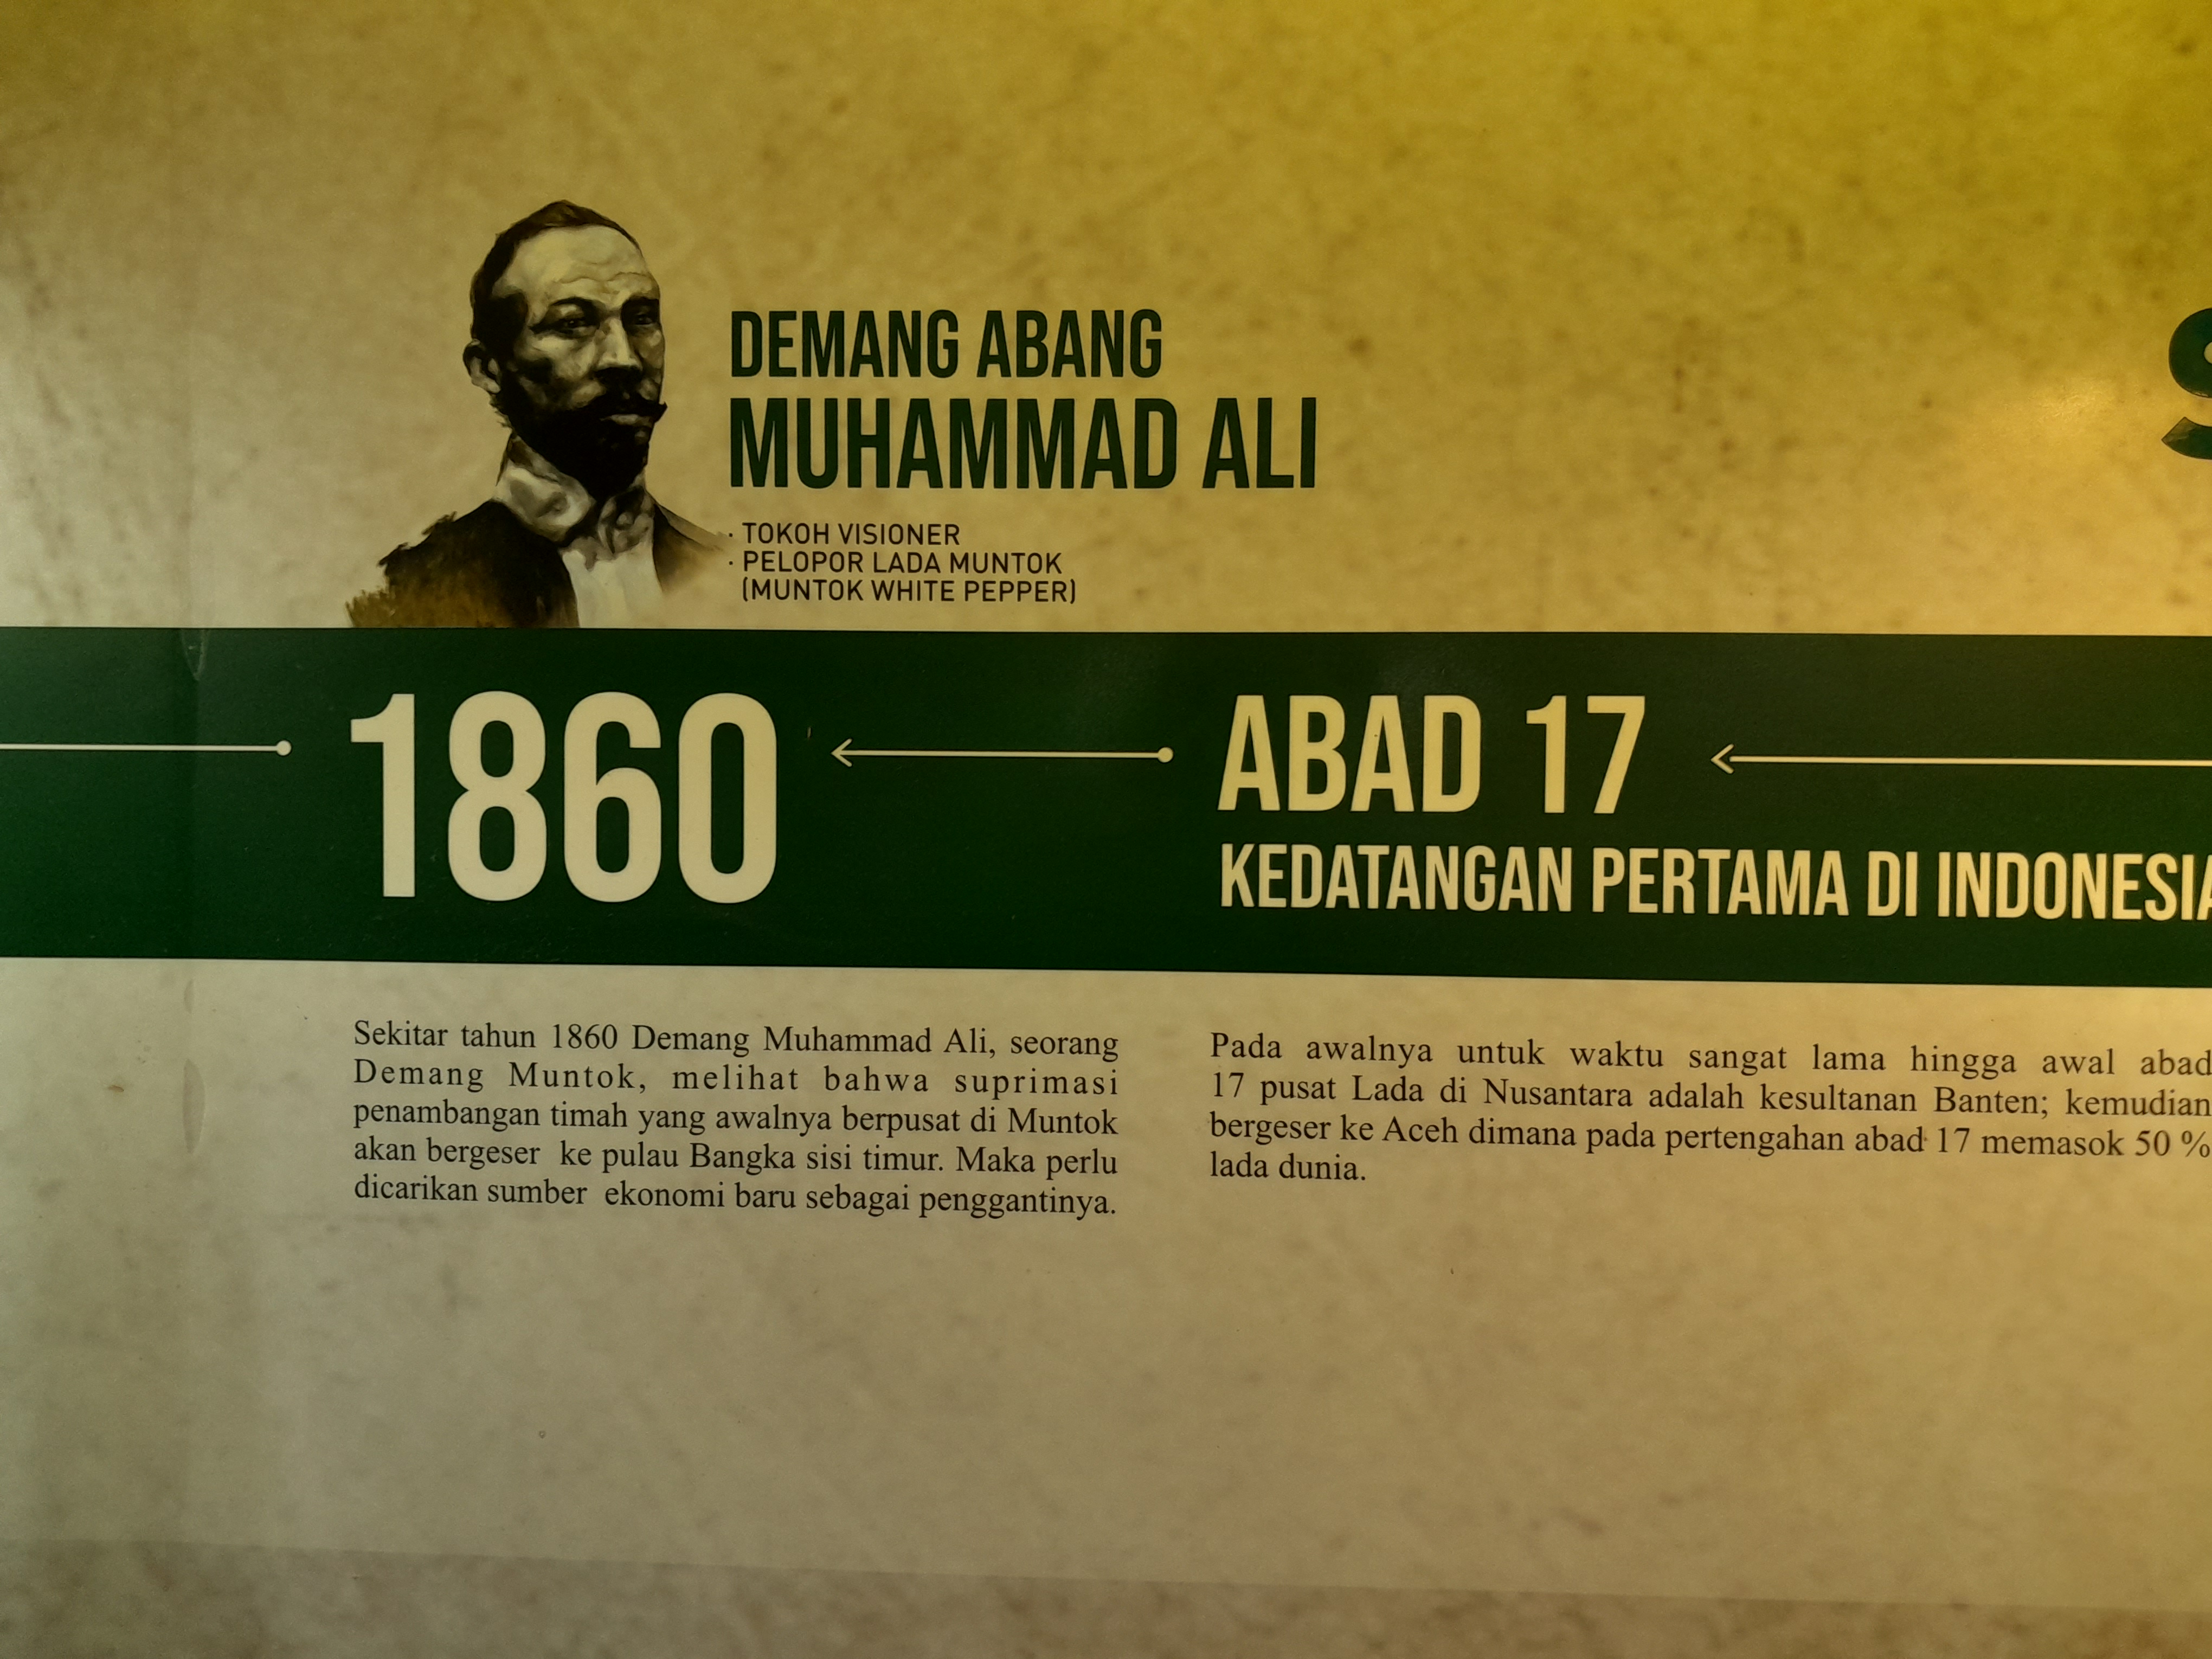 DEMANG ABANG
MUHAMMAD ALI
· TOKOH VISIONER
· PELOPOR LADA MUNTOK
(MUNTOK WHITE PEPPER)
1860
Sekitar tahun 1860 Demang Muhammad Ali, seorang
Demang Muntok, melihat bahwa suprimasi
penambangan timah yang awalnya berpusat di Muntok
akan bergeser ke pulau Bangka sisi timur. Maka perlu
dicarikan sumber ekonomi baru sebagai penggantinya.
ABAD 17
KEDATANGAN PERTAMA DI INDONESIA
Pada awalnya untuk waktu sangat lama hingga awal abad
17 pusat Lada di Nusantara adalah kesultanan Banten; kemudian
bergeser ke Aceh dimana pada pertengahan abad 17 memasok 50 %
lada dunia.